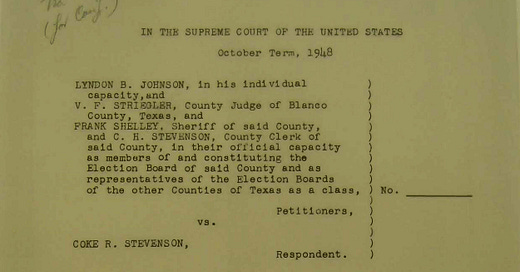 (for Conf.)
IN THE SUPREME COURT OF THE UNITED STATES
October Term, 1948
LYNDON B. JOHNSON, in his individual )
capacity,and )
V. F. STRIEGLER, County Judge of Blanco )
County, Texas, and )
FRANK SHELLEY, Sheriff of said County, )
and C. H. STEVENSON, County Clerk of )
said County, in their official capacity )
as members of and constituting the )
Election Board of said County and as )
representatives of the Election Boards )
of the other Counties of Texas as a class, ) No. ________
Petitioners, )
vs. )
COKE R. STEVENSON, )
Respondent. )